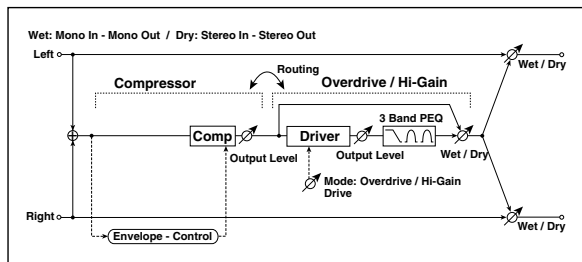 Wet: Mono In - Mono Out / Dry: Stereo In - Stereo Out
Left
Wet / Dry
Routing
Compressor
Overdrive / Hi-Gain
3 Band PEQ
Comp
Driver
Output Level
Output Level
Wet / Dry
Mode: Overdrive / Hi-Gain
Drive
Right
Wet / Dry
Envelope - Control